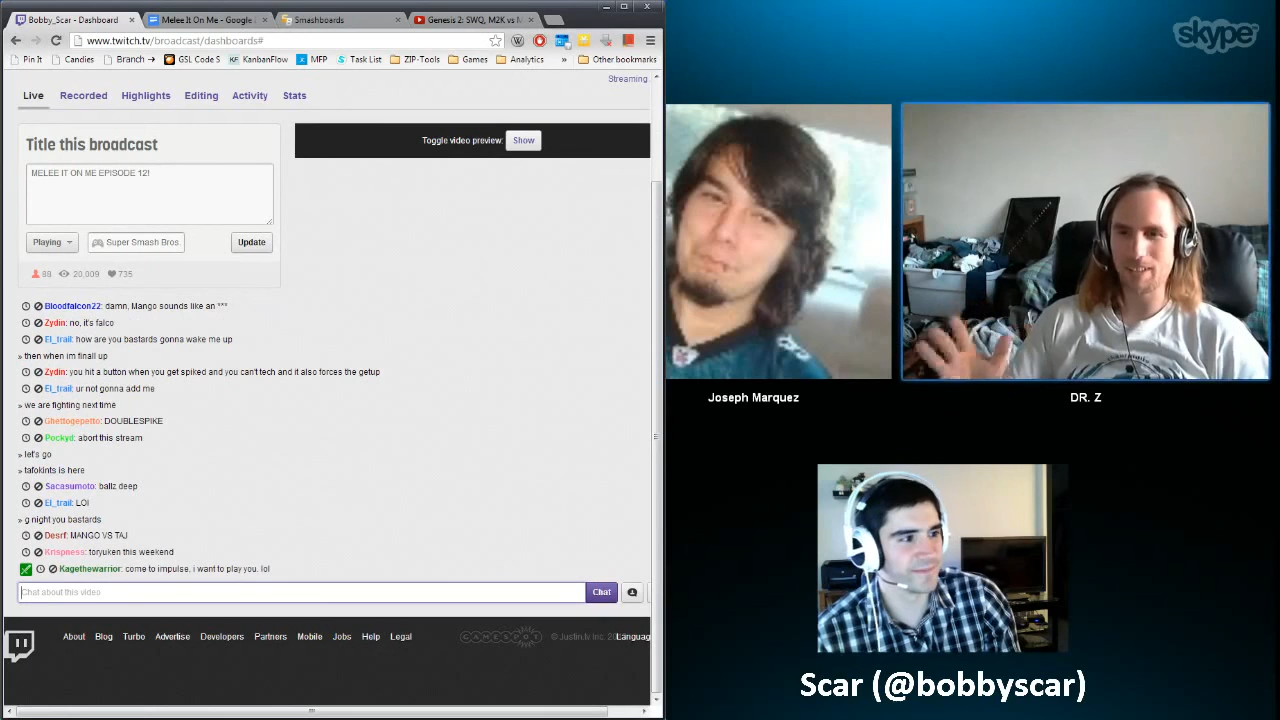 Bobby_Scar - Dashboard
Melee It On Me - Google
Smashboards
Genesis 2: SWQ, M2K vs M
www.twitch.tv/broadcast/dashboards#
Pin It
Candies
Branch →
GSL Code S
KanbanFlow
MFP
Task List
ZIP-Tools
Games
Analytics
»
Other bookmarks
Streaming
Live Recorded Highlights Editing Activity Stats
Title this broadcast
MELEE IT ON ME EPISODE 12!
Toggle video preview: Show
Playing Super Smash Bros. Update
88 20,009 735
Bloodfalcon22: damn, Mango sounds like an ***
Zydin: no, it's falco
El_trail: how are you bastards gonna wake me up
» then when im finall up
Zydin: you hit a button when you get spiked and you can't tech and it also forces the getup
El_trail: ur not gonna add me
» we are fighting next time
Ghettogepetto: DOUBLESPIKE
Pockyd: abort this stream
» let's go
» tafokints is here
Sacasumoto: ballz deep
El_trail: LOl
» g night you bastards
Desrf: MANGO VS TAJ
Krispness: toryuken this weekend
Kagethewarrior: come to impulse, i want to play you. lol
Chat about this video
Chat
About Blog Turbo Advertise Developers Partners Mobile Jobs Help Legal
GAMESPOT
© Justin.tv Inc.
Languag
skype
Joseph Marquez
DR. Z
Scar (@bobbyscar)